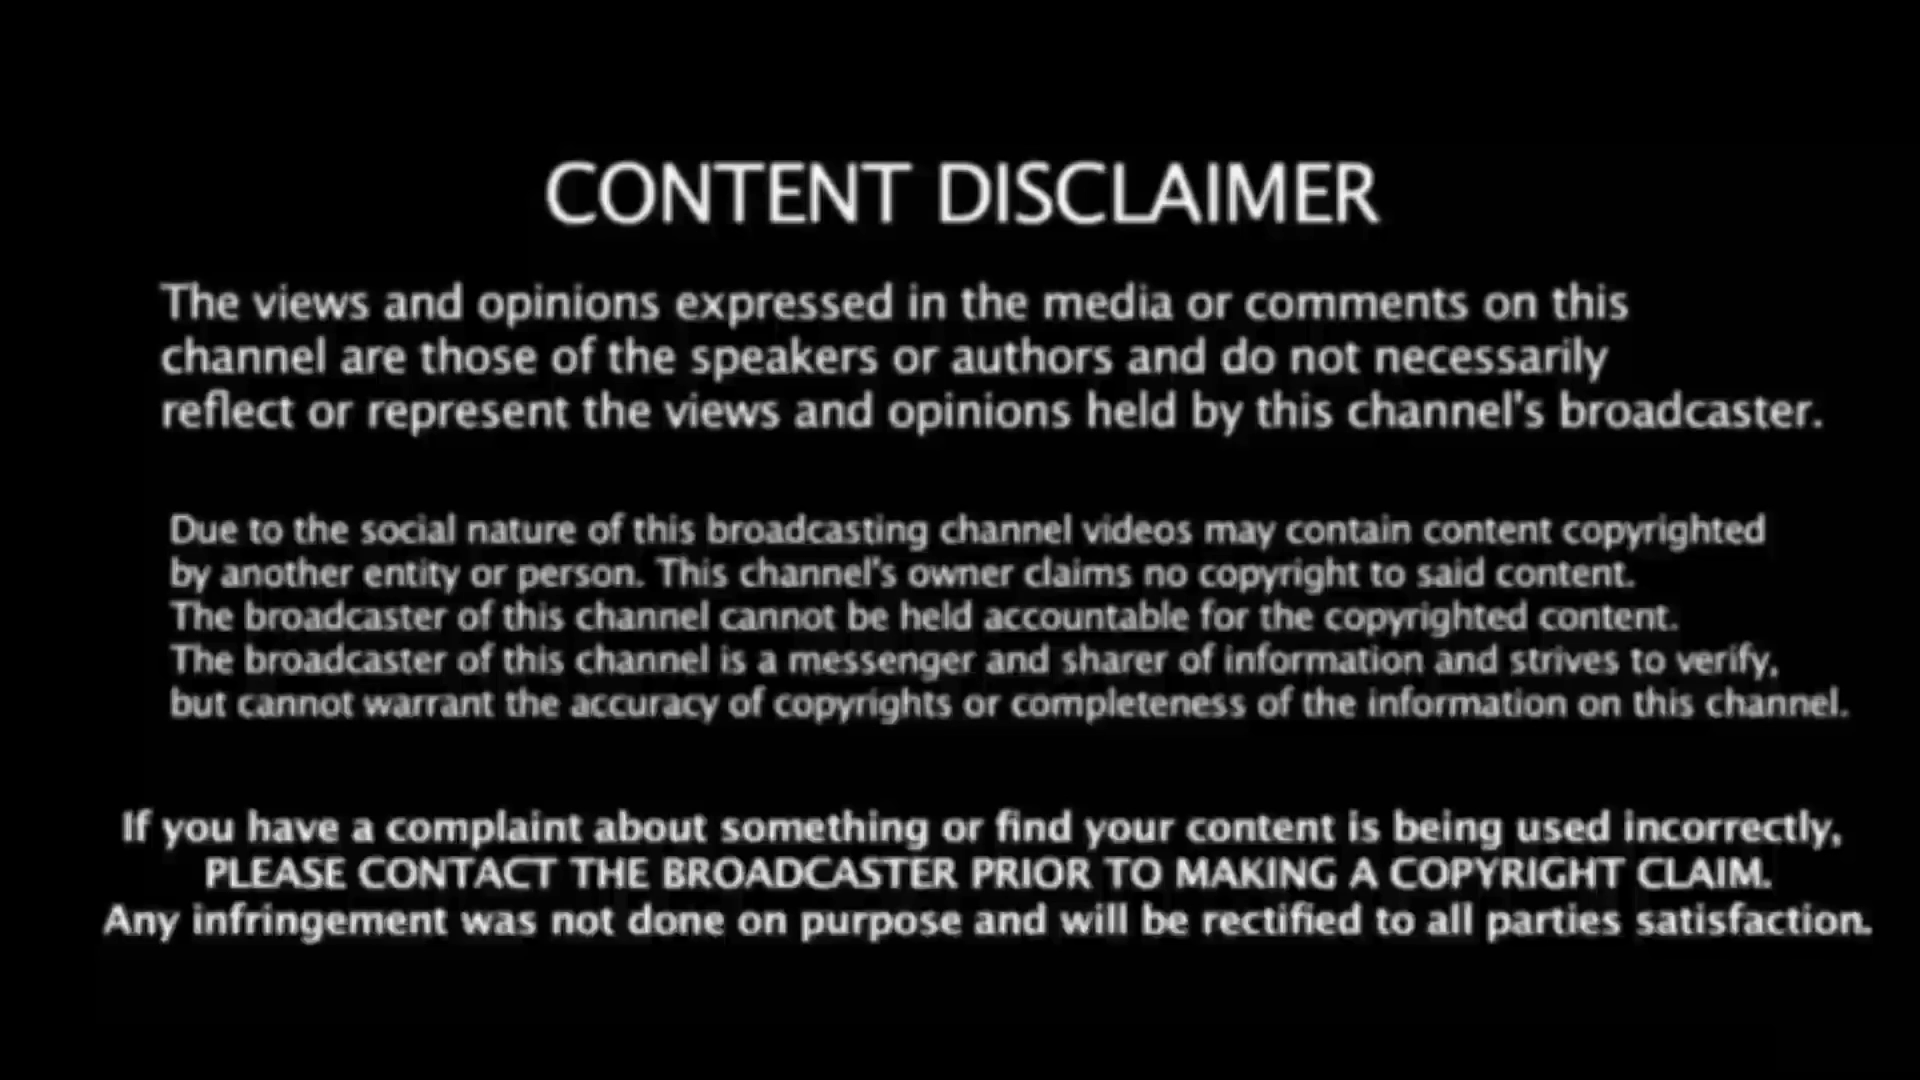 CONTENT DISCLAIMER
The views and opinions expressed in the media or comments on this
channel are those of the speakers or authors and do not necessarily
reflect or represent the views and opinions held by this channel's broadcaster.
Due to the social nature of this broadcasting channel videos may contain content copyrighted
by another entity or person. This channel's owner claims no copyright to said content.
The broadcaster of this channel cannot be held accountable for the copyrighted content.
The broadcaster of this channel is a messenger and sharer of information and strives to verify,
but cannot warrant the accuracy of copyrights or completeness of the information on this channel.
If you have a complaint about something or find your content is being used incorrectly,
PLEASE CONTACT THE BROADCASTER PRIOR TO MAKING A COPYRIGHT CLAIM.
Any infringement was not done on purpose and will be rectified to all parties satisfaction.